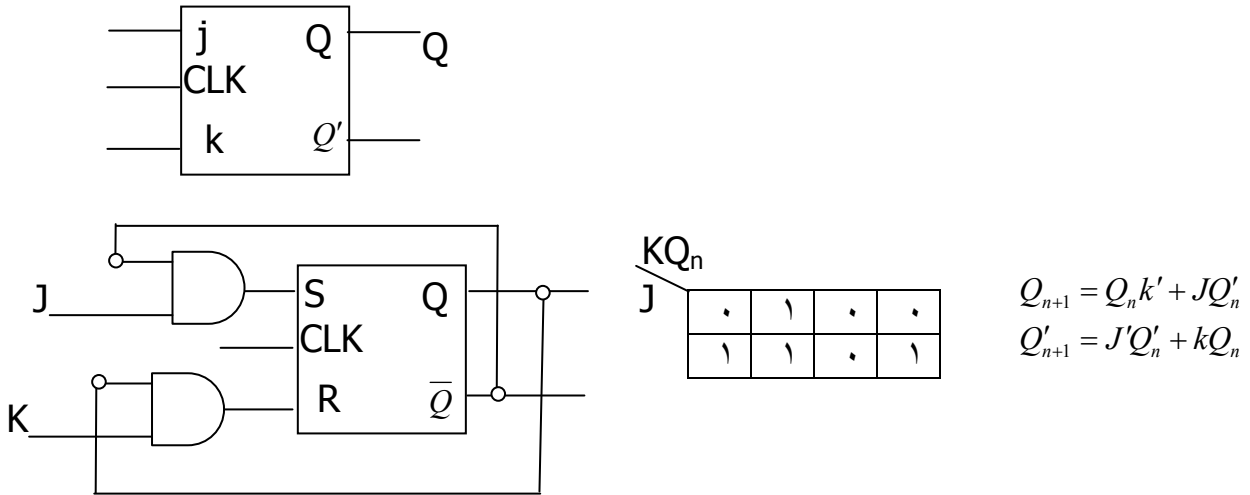 j Q Q
CLK
k Q′
J
S Q
CLK
K
R Q̅
KQₙ
J
٠ ١ ٠ ٠
١ ١ ٠ ١
Qₙ₊₁ = Qₙk′ + JQ′ₙ
Q′ₙ₊₁ = J′Q′ₙ + kQₙ